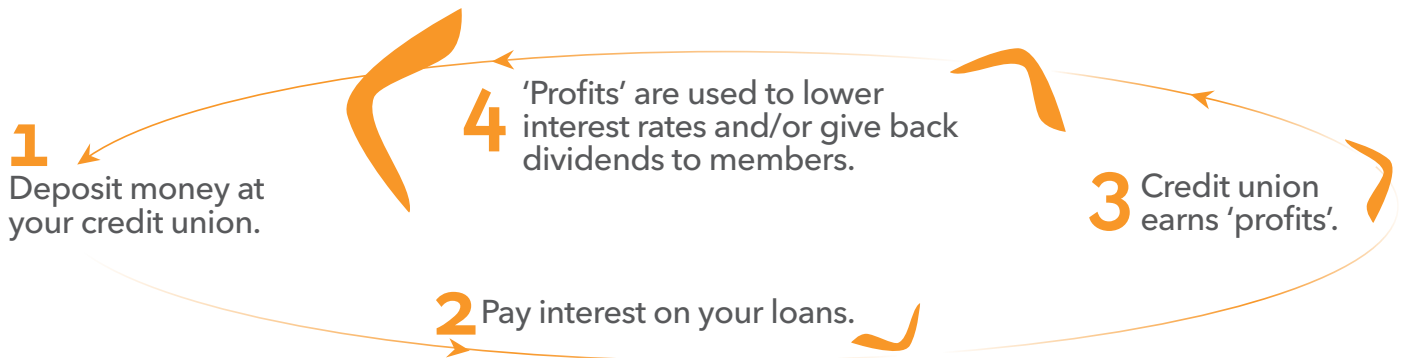 1
Deposit money at
your credit union.
2 Pay interest on your loans.
3 Credit union
earns ‘profits’.
4 ‘Profits’ are used to lower
interest rates and/or give back
dividends to members.